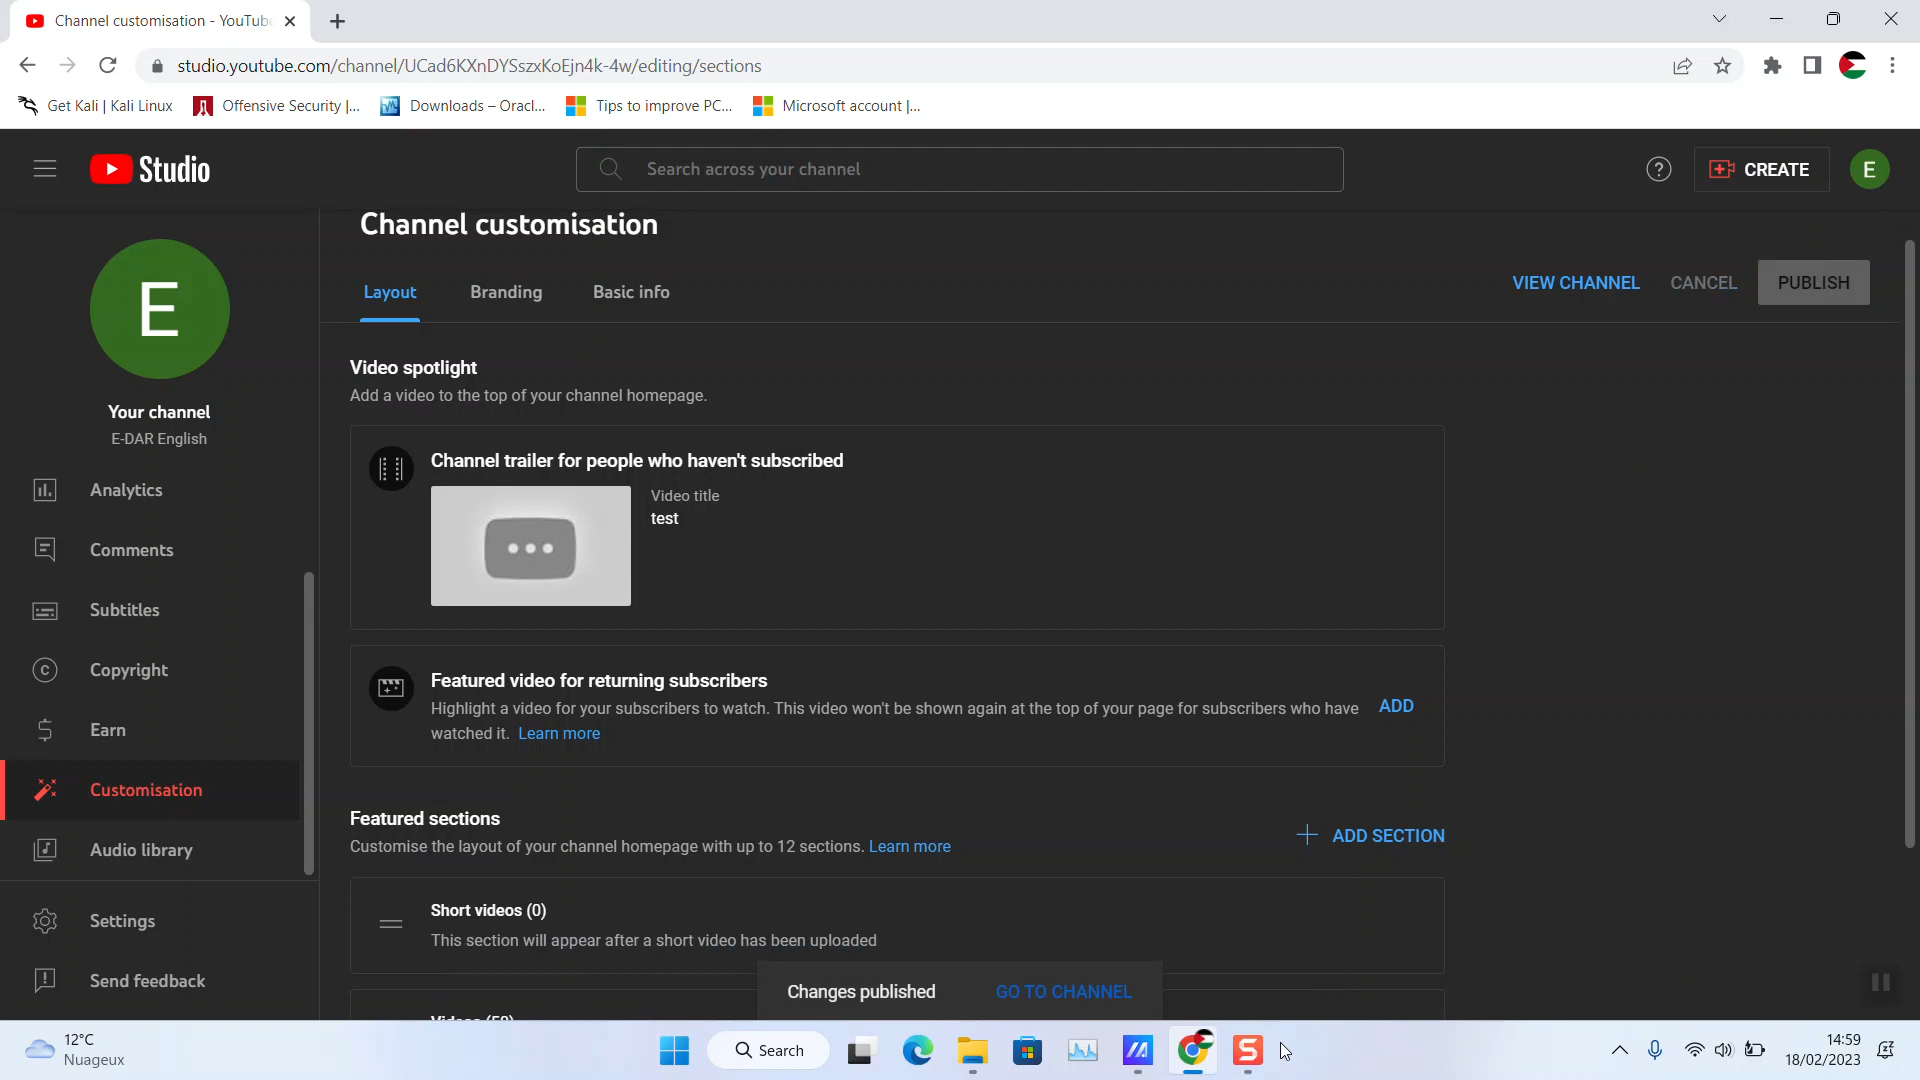 Channel customisation - YouTube
studio.youtube.com/channel/UCad6KXnDYSszxKoEjn4k-4w/editing/sections
Get Kali | Kali Linux
Offensive Security |...
Downloads – Oracl...
Tips to improve PC...
Microsoft account |...
Studio
Search across your channel
?
CREATE
E
Channel customisation
Layout
Branding
Basic info
VIEW CHANNEL
CANCEL
PUBLISH
E
Your channel
E-DAR English
Analytics
Comments
Subtitles
Copyright
Earn
Customisation
Audio library
Settings
Send feedback
Video spotlight
Add a video to the top of your channel homepage.
Channel trailer for people who haven't subscribed
Video title
test
Featured video for returning subscribers
Highlight a video for your subscribers to watch. This video won't be shown again at the top of your page for subscribers who have
watched it. Learn more
ADD
Featured sections
Customise the layout of your channel homepage with up to 12 sections. Learn more
ADD SECTION
Short videos (0)
This section will appear after a short video has been uploaded
Changes published
GO TO CHANNEL
12°C
Nuageux
Search
14:59
18/02/2023